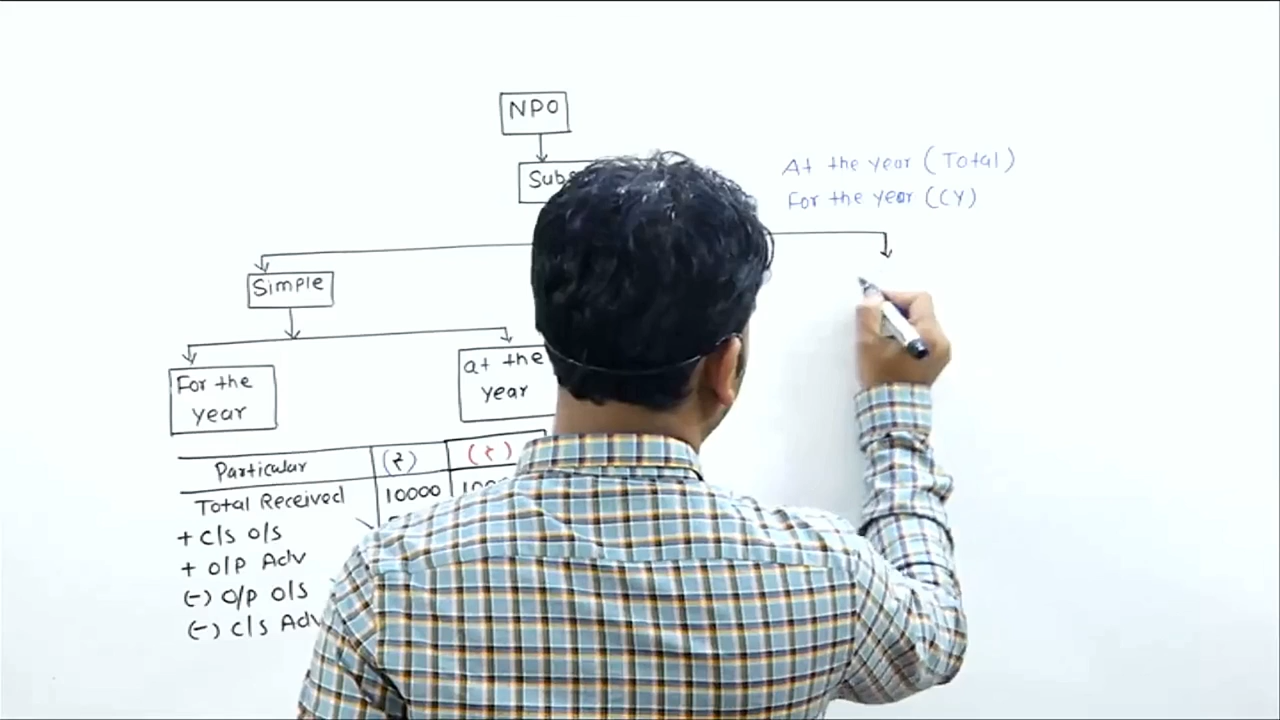 NPO
Subs
At the year (Total)
For the year (CY)
Simple
For the year
at the year
Particular (₹) (₹)
Total Received 10000
+ c/s o/s
+ o/p Adv
(-) o/p o/s
(-) c/s Adv